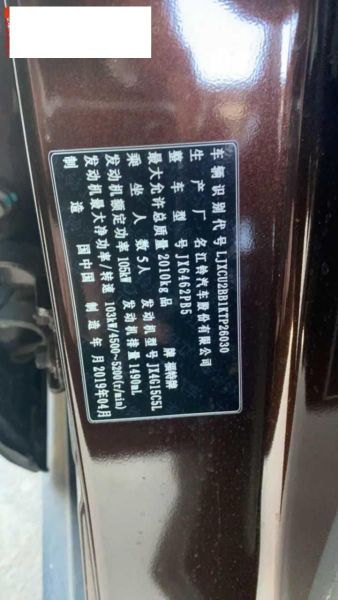 车辆识别代号 LJXCU2BB1KTP26030
生产厂名 江铃汽车股份有限公司
整车型号 JX6462PB5
最大允许总质量 2010kg 品牌 福特牌
乘坐人数 5人 发动机型号 JX4G15C5L
发动机额定功率 105kW 发动机排量 1490mL
发动机最大净功率/转速 103kW/4500~5200(r/min)
制造国 中国 制造年月 2019年04月